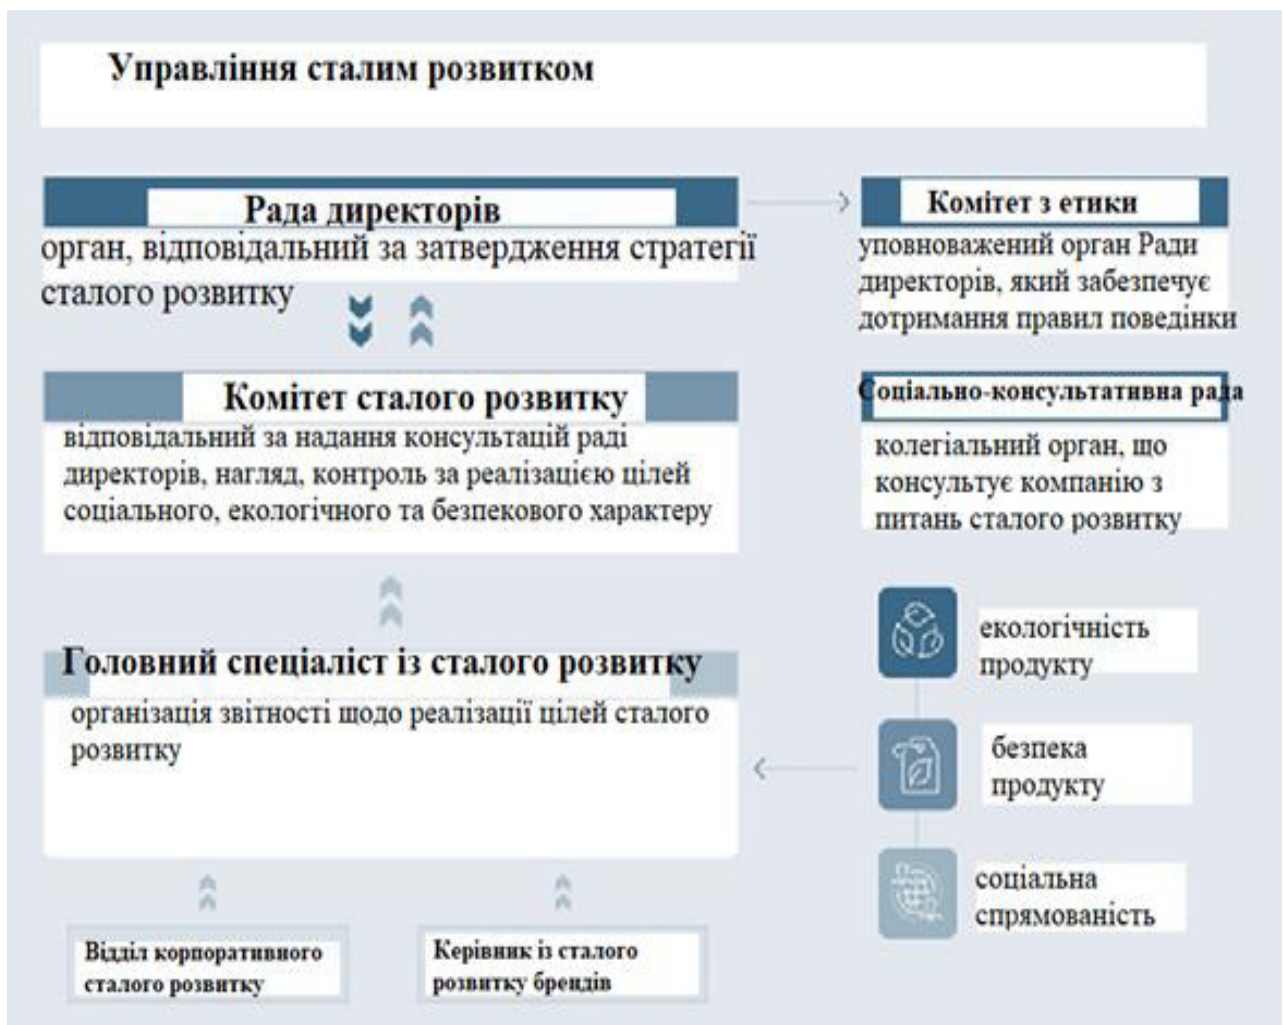 Управління сталим розвитком
Рада директорів
орган, відповідальний за затвердження стратегії
сталого розвитку
Комітет з етики
уповноважений орган Ради
директорів, який забезпечує
дотримання правил поведінки
Комітет сталого розвитку
відповідальний за надання консультацій раді
директорів, нагляд, контроль за реалізацією цілей
соціального, екологічного та безпекового характеру
Соціально-консультативна рада
колегіальний орган, що
консультує компанію з
питань сталого розвитку
Головний спеціаліст із сталого розвитку
організація звітності щодо реалізації цілей сталого
розвитку
екологічність
продукту
безпека
продукту
соціальна
спрямованість
Відділ корпоративного
сталого розвитку
Керівник із сталого
розвитку брендів